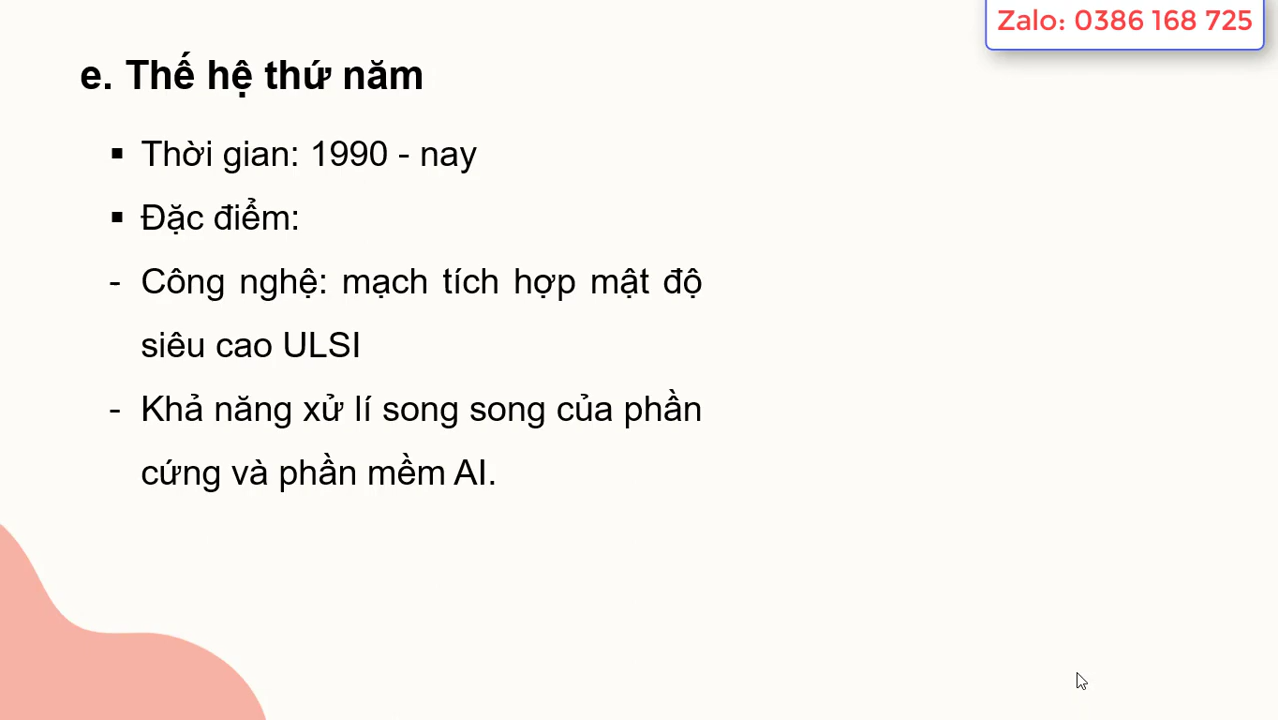 Zalo: 0386 168 725
e. Thế hệ thứ năm
▪ Thời gian: 1990 - nay
▪ Đặc điểm:
- Công nghệ: mạch tích hợp mật độ
siêu cao ULSI
- Khả năng xử lí song song của phần
cứng và phần mềm AI.